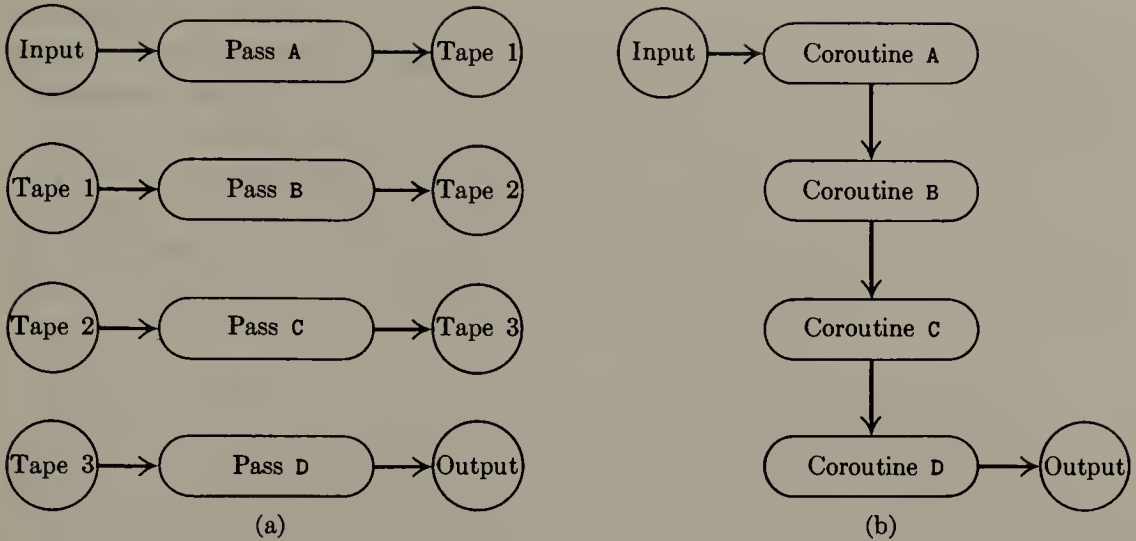 Input Pass A Tape 1
Tape 1 Pass B Tape 2
Tape 2 Pass C Tape 3
Tape 3 Pass D Output
(a)
Input Coroutine A
Coroutine B
Coroutine C
Coroutine D Output
(b)